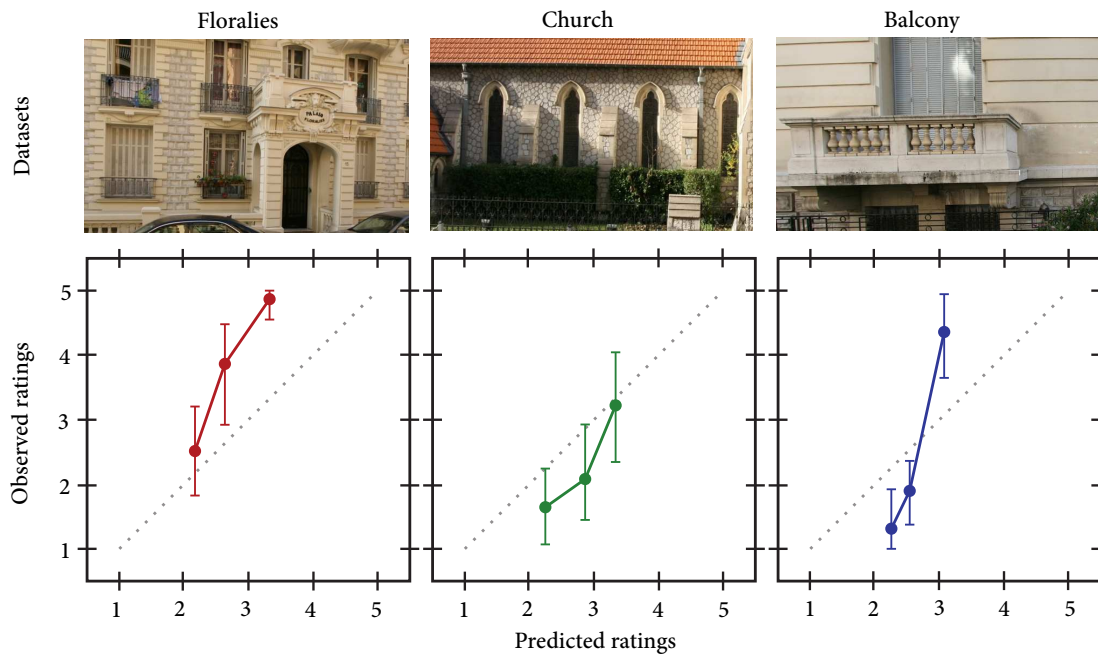 Floralies
Church
Balcony
Datasets
PALAIS
Observed ratings
5
4
3
2
1
1 2 3 4 5
1 2 3 4 5
1 2 3 4 5
Predicted ratings